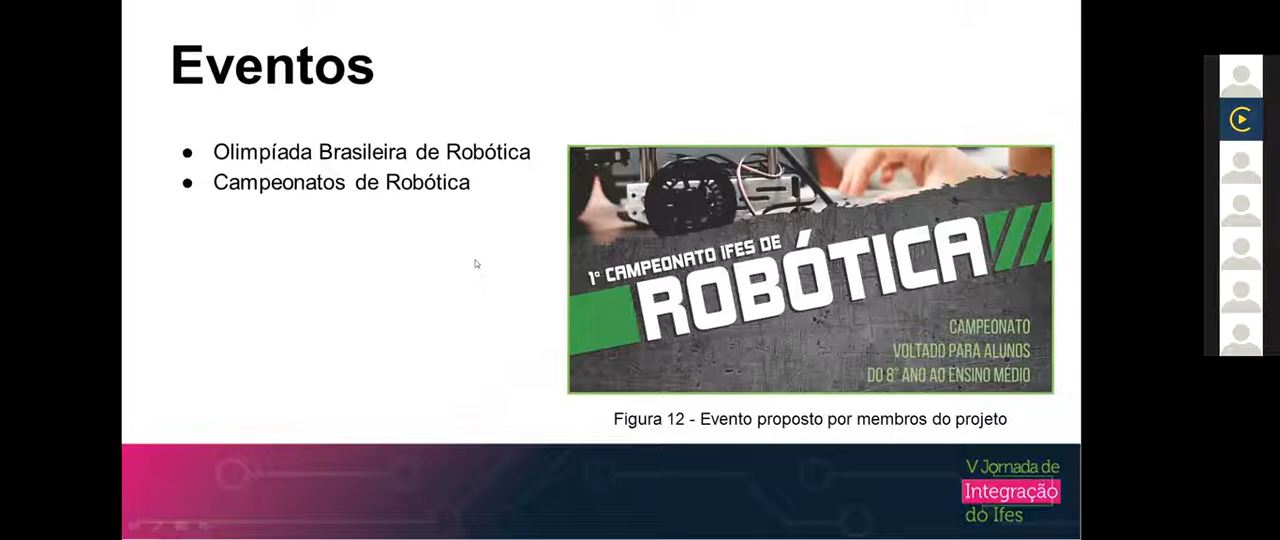 Eventos
● Olimpíada Brasileira de Robótica
● Campeonatos de Robótica
1º CAMPEONATO IFES DE
ROBÓTICA
CAMPEONATO
VOLTADO PARA ALUNOS
DO 8° ANO AO ENSINO MÉDIO
Figura 12 - Evento proposto por membros do projeto
V Jornada de
Integração
do Ifes